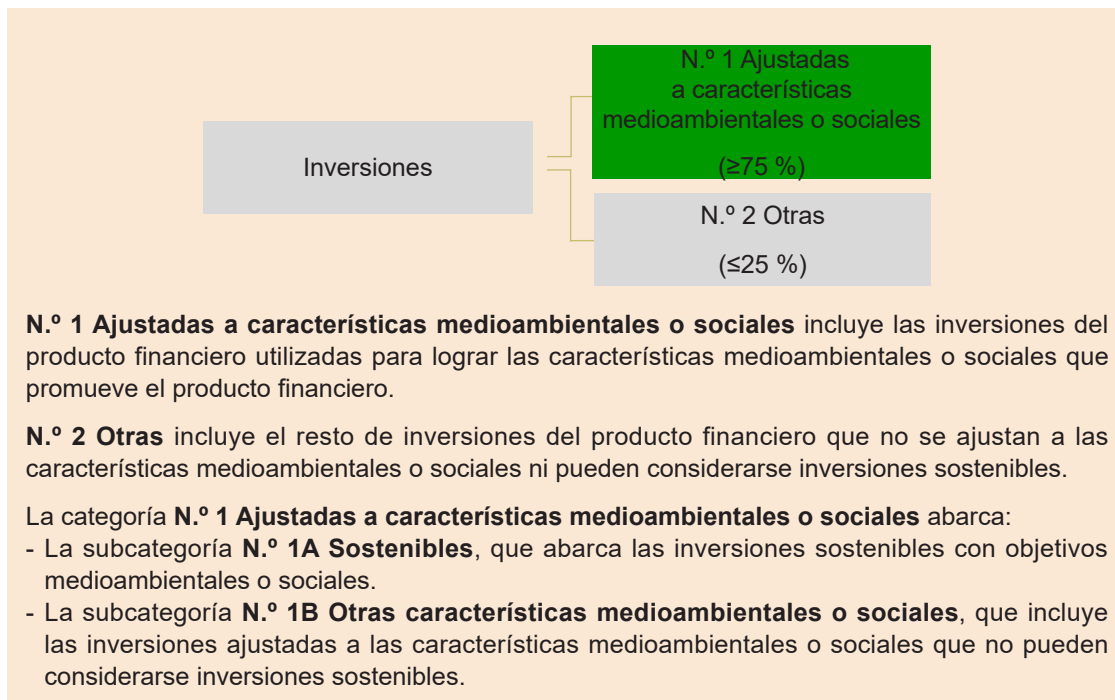 N.º 1 Ajustadas
a características
medioambientales o sociales
(≥75 %)
Inversiones
N.º 2 Otras
(≤25 %)
N.º 1 Ajustadas a características medioambientales o sociales incluye las inversiones del
producto financiero utilizadas para lograr las características medioambientales o sociales que
promueve el producto financiero.
N.º 2 Otras incluye el resto de inversiones del producto financiero que no se ajustan a las
características medioambientales o sociales ni pueden considerarse inversiones sostenibles.
La categoría N.º 1 Ajustadas a características medioambientales o sociales abarca:
- La subcategoría N.º 1A Sostenibles, que abarca las inversiones sostenibles con objetivos
medioambientales o sociales.
- La subcategoría N.º 1B Otras características medioambientales o sociales, que incluye
las inversiones ajustadas a las características medioambientales o sociales que no pueden
considerarse inversiones sostenibles.